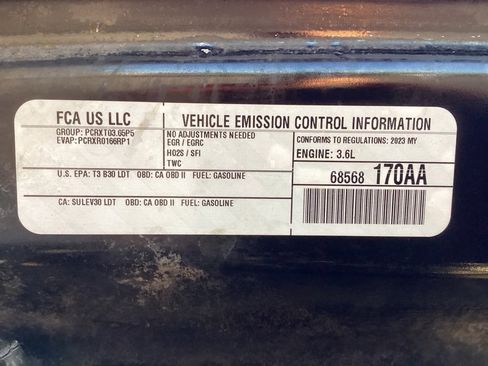 FCA US LLC
VEHICLE EMISSION CONTROL INFORMATION
GROUP: PCRXT03.65P5
EVAP: PCRXR0166RP1
NO ADJUSTMENTS NEEDED
EGR / EGRC
HO2S / SFI
TWC
CONFORMS TO REGULATIONS: 2023 MY
ENGINE: 3.6L
U.S. EPA: T3 B30 LDT OBD: CA OBD II FUEL: GASOLINE
CA: SULEV30 LDT OBD: CA OBD II FUEL: GASOLINE
68568 170AA